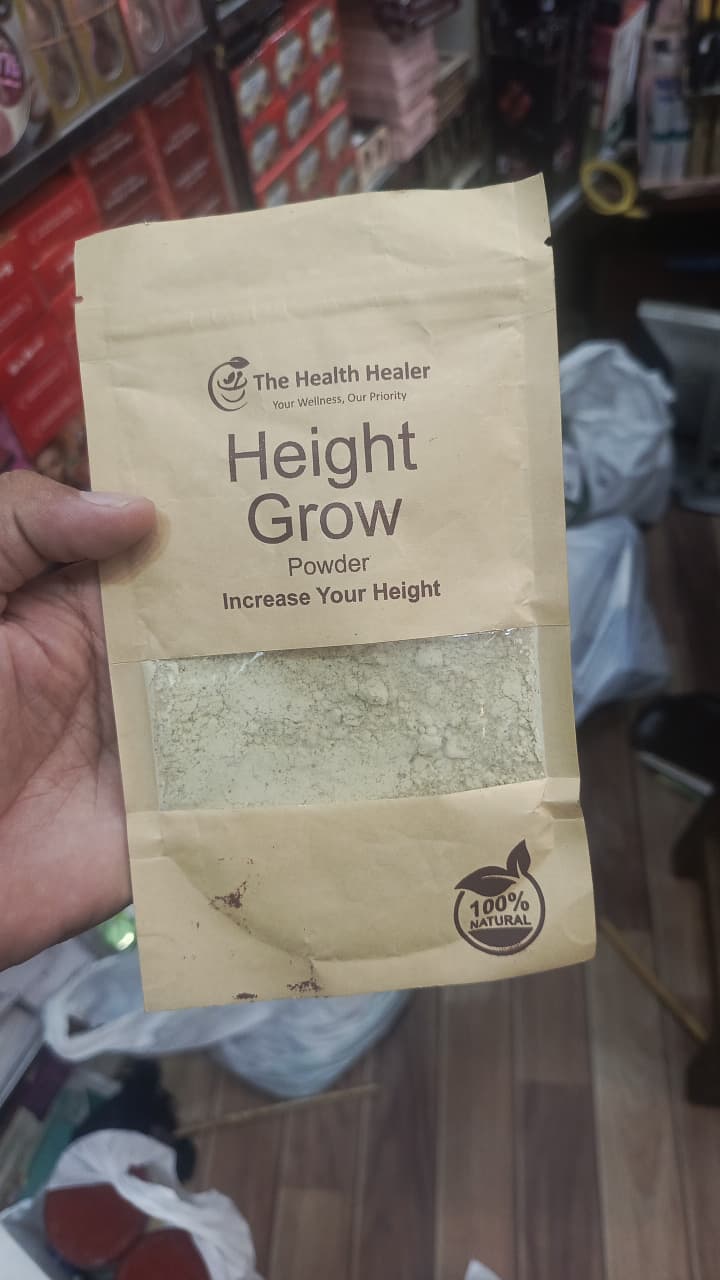 The Health Healer
Your Wellness, Our Priority
Height
Grow
Powder
Increase Your Height
100%
NATURAL